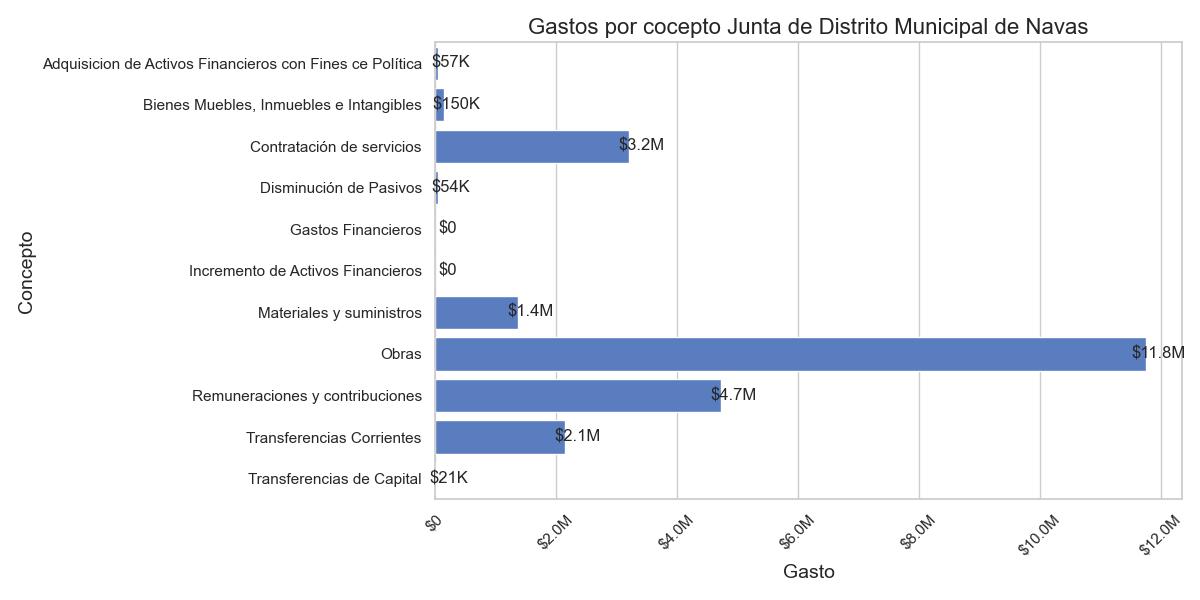 Gastos por cocepto Junta de Distrito Municipal de Navas
Concepto
Adquisicion de Activos Financieros con Fines ce Política $57K
Bienes Muebles, Inmuebles e Intangibles $150K
Contratación de servicios $3.2M
Disminución de Pasivos $54K
Gastos Financieros $0
Incremento de Activos Financieros $0
Materiales y suministros $1.4M
Obras $11.8M
Remuneraciones y contribuciones $4.7M
Transferencias Corrientes $2.1M
Transferencias de Capital $21K
$0 $2.0M $4.0M $6.0M $8.0M $10.0M $12.0M
Gasto